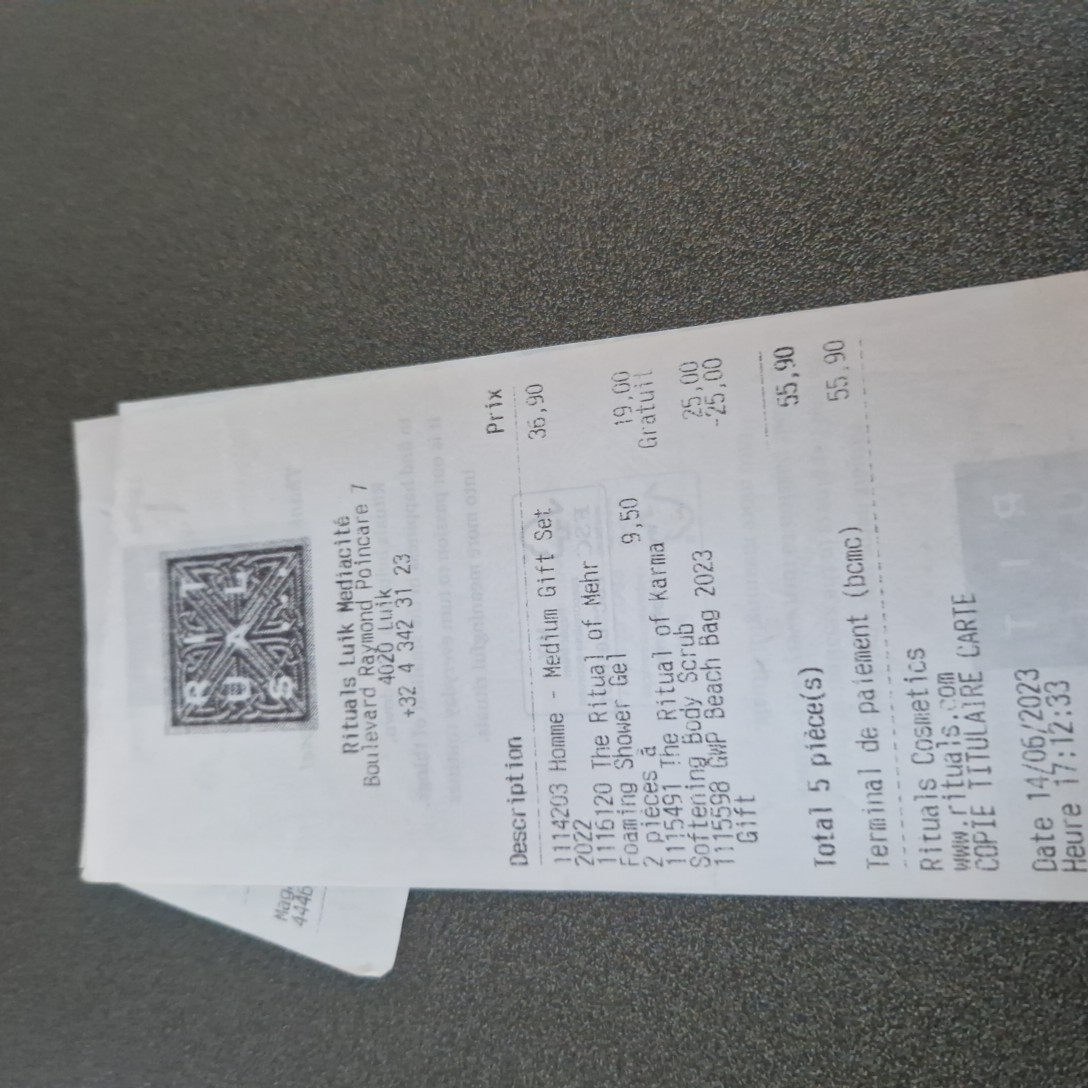 RIT
UAL
S.
Rituals Luik Mediacité
Boulevard Raymond Poincare 7
4020 Luik
+32 4 342 31 23
Description Prix
1114203 Homme - Medium Gift Set 36,90
2022
1116120 The Ritual of Mehr
Foaming Shower Gel
2 pièces à 9,50 19,00
1115491 The Ritual of Karma Gratuit
Softening Body Scrub
1115598 GWP Beach Bag 2023 25,00
Gift -25,00
Total 5 pièce(s) 55,90
Terminal de paiement (bcmc) 55,90
Rituals Cosmetics
www.rituals.com
COPIE TITULAIRE CARTE
Date 14/06/2023
Heure 17:12:33
4446